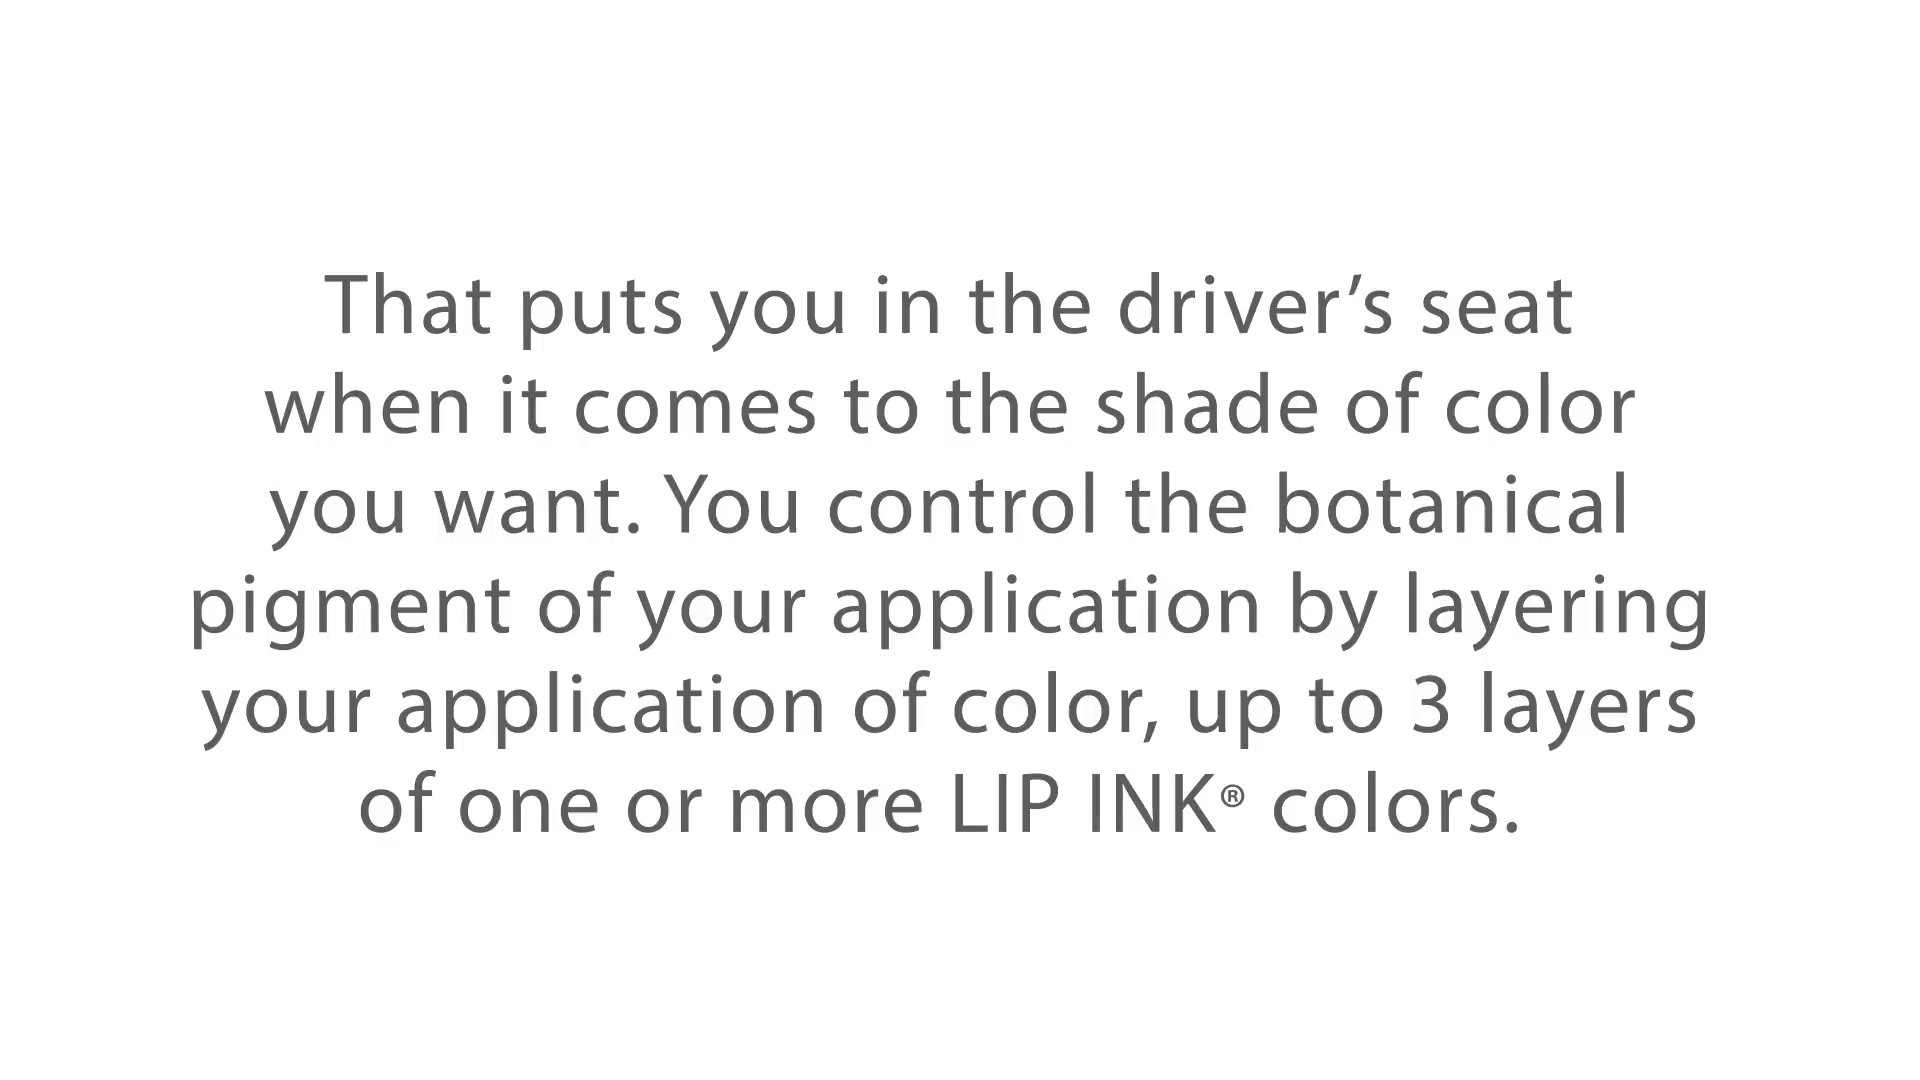 That puts you in the driver’s seat
when it comes to the shade of color
you want. You control the botanical
pigment of your application by layering
your application of color, up to 3 layers
of one or more LIP INK® colors.